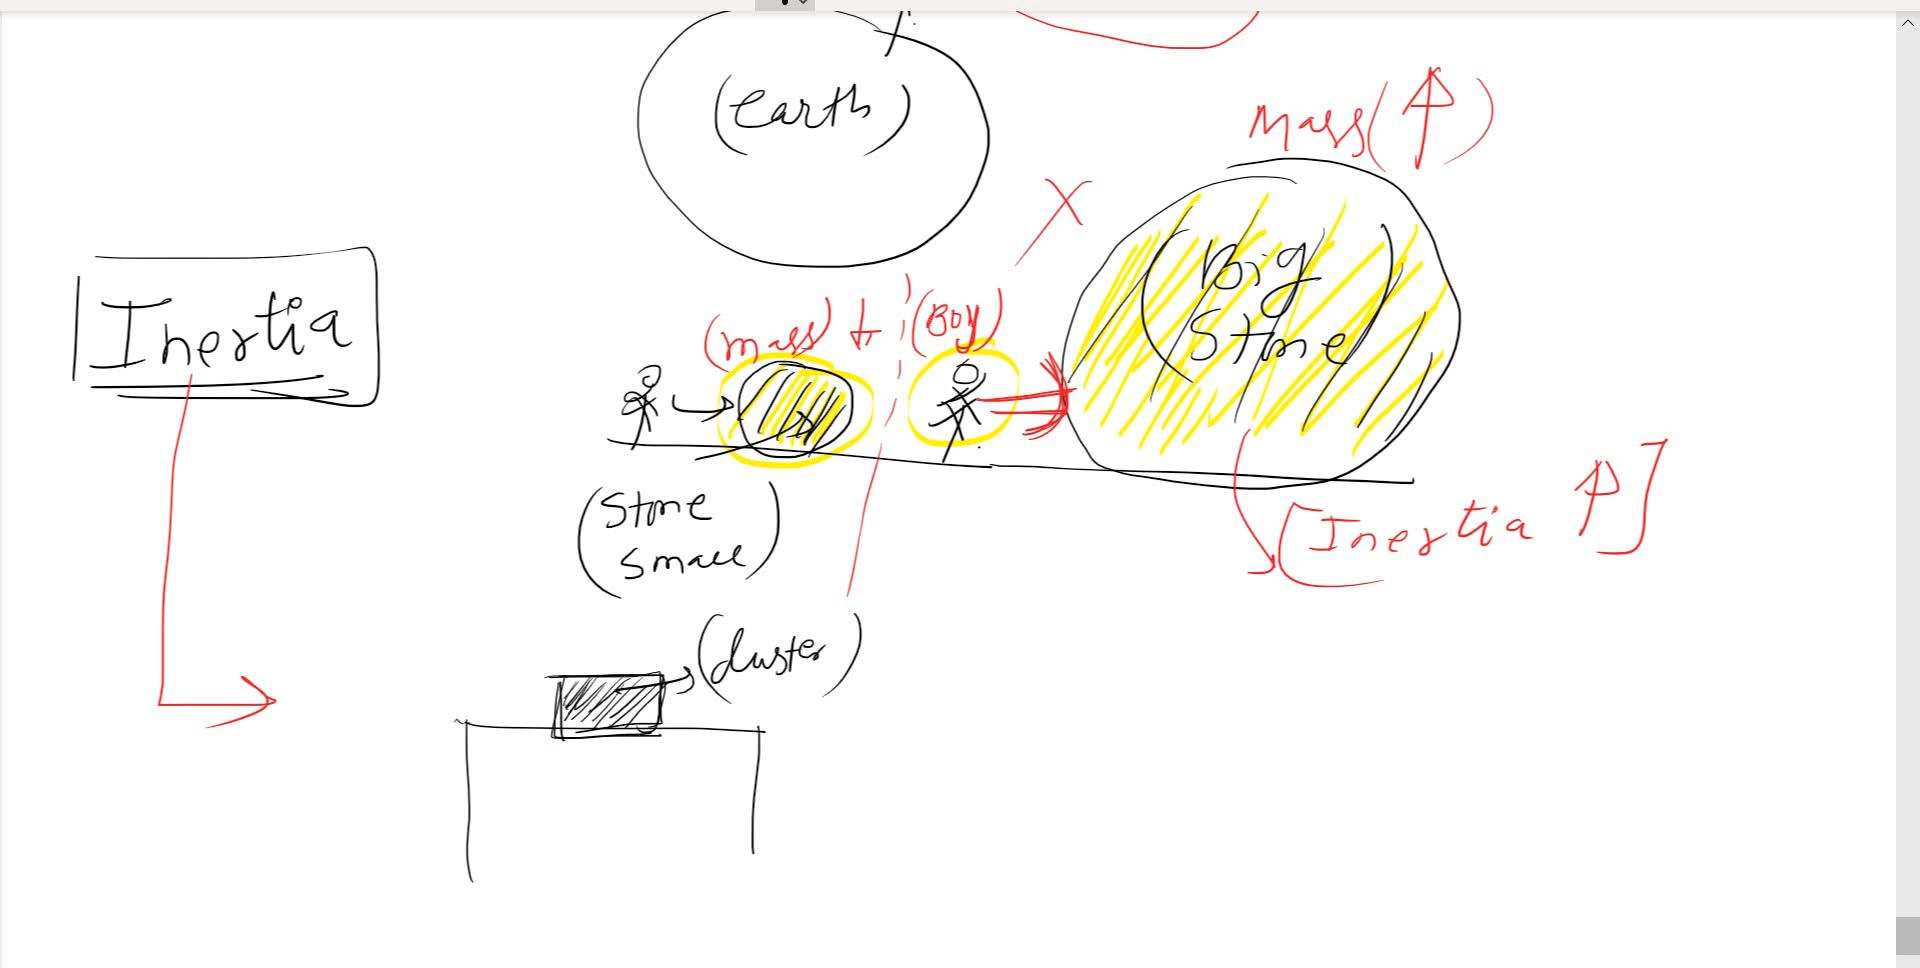 (earth)
Mass(↑)
Inertia
(Big
Stone)
(mass) ↓
(Boy)
(Stone
small)
[Inertia ↑]
(duster)